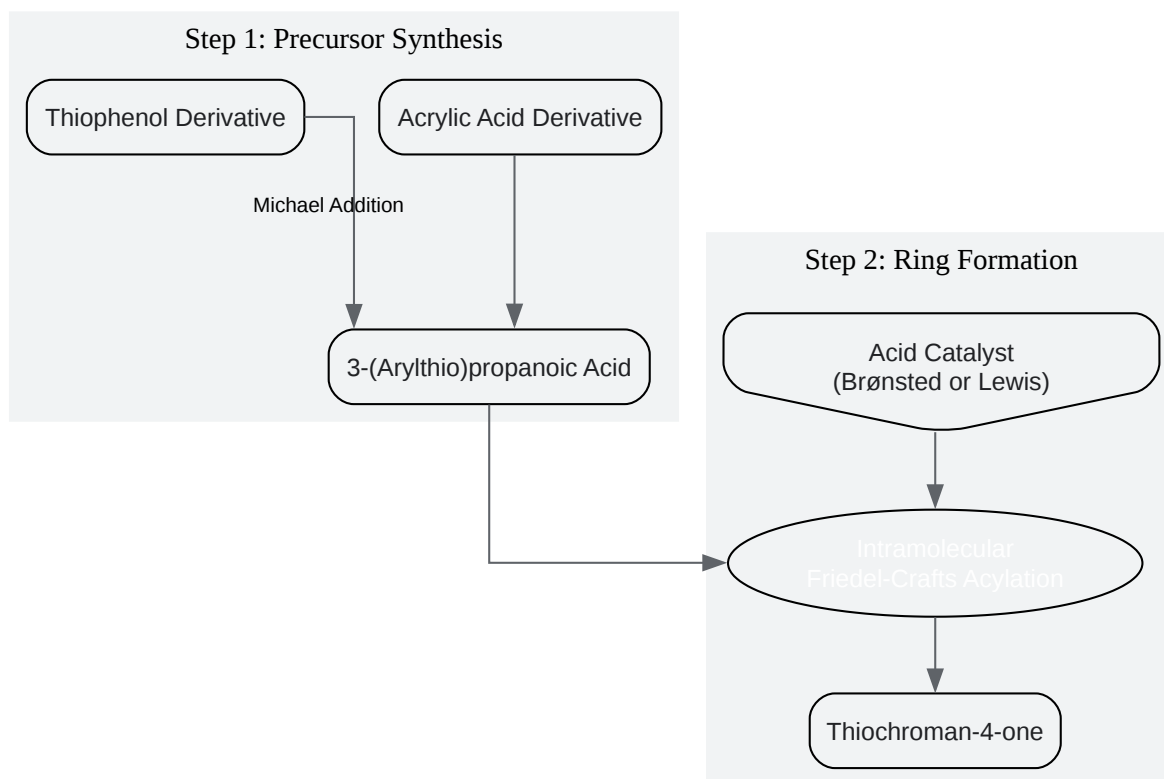 Step 1: Precursor Synthesis
Thiophenol Derivative
Acrylic Acid Derivative
Michael Addition
3-(Arylthio)propanoic Acid
Step 2: Ring Formation
Acid Catalyst
(Brønsted or Lewis)
Intramolecular
Friedel-Crafts Acylation
Thiochroman-4-one